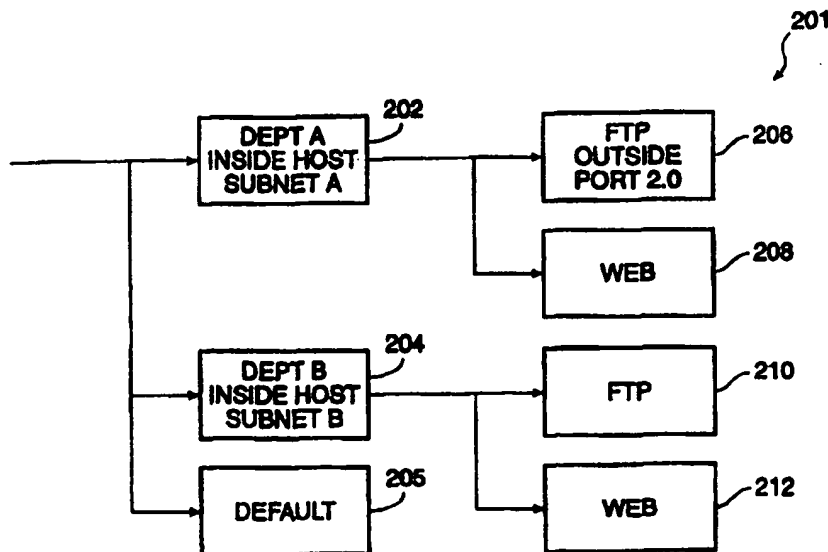 201
202
DEPT A
INSIDE HOST
SUBNET A
FTP
OUTSIDE
PORT 2.0
206
WEB
208
204
DEPT B
INSIDE HOST
SUBNET B
FTP
210
DEFAULT
205
WEB
212